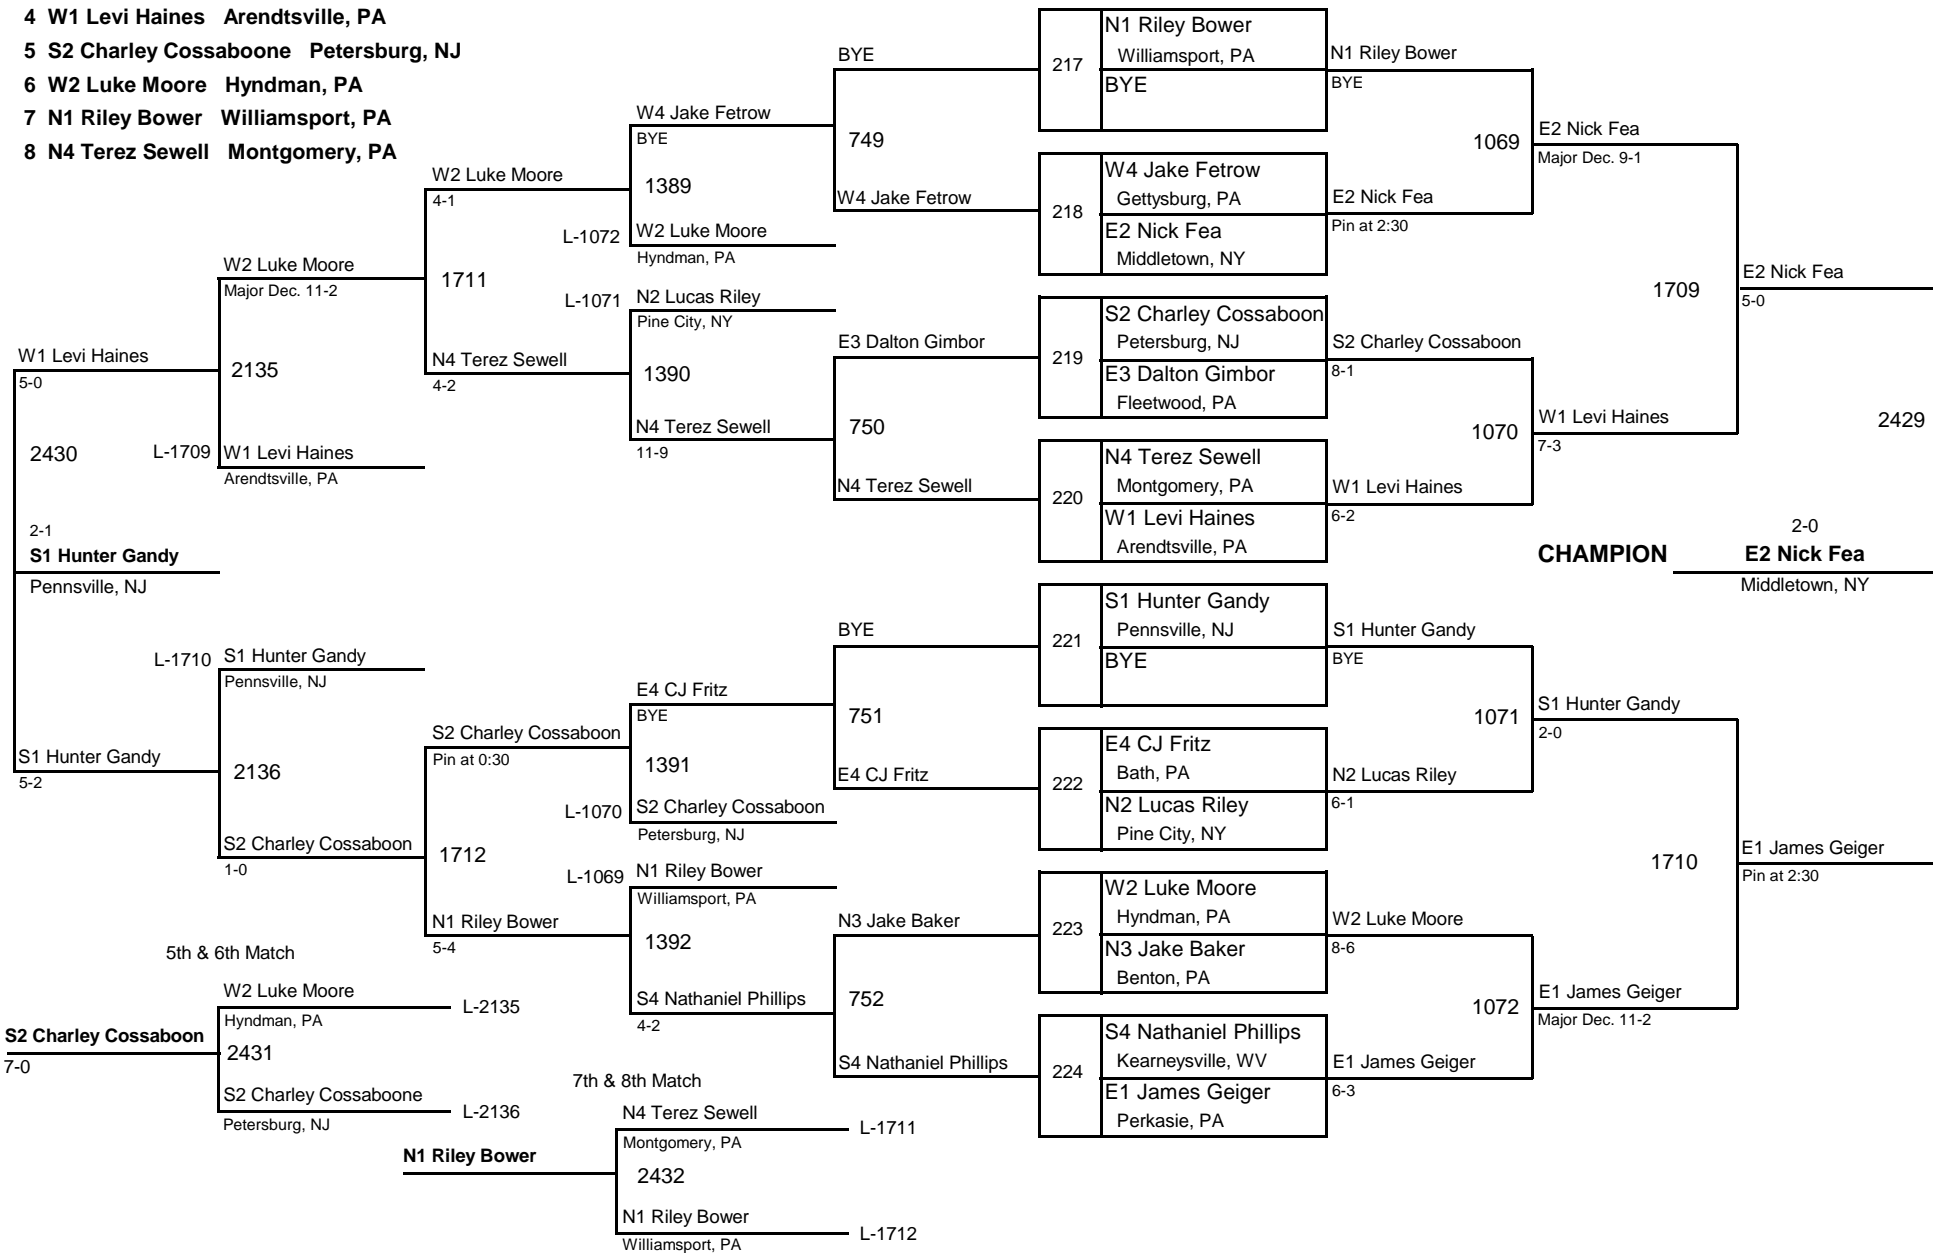 4 W1 Levi Haines Arendtsville, PA
5 S2 Charley Cossaboone Petersburg, NJ
6 W2 Luke Moore Hyndman, PA
7 N1 Riley Bower Williamsport, PA
8 N4 Terez Sewell Montgomery, PA
W1 Levi Haines
5-0
2430
2-1
S1 Hunter Gandy
Pennsville, NJ
S1 Hunter Gandy
5-2
W2 Luke Moore
Major Dec. 11-2
2135
L-1709 W1 Levi Haines
Arendtsville, PA
L-1710 S1 Hunter Gandy
Pennsville, NJ
2136
S2 Charley Cossaboon
1-0
5th & 6th Match
W2 Luke Moore
L-2135
Hyndman, PA
S2 Charley Cossaboon
7-0
2431
S2 Charley Cossaboone
L-2136
Petersburg, NJ
W2 Luke Moore
4-1
1711
N4 Terez Sewell
4-2
S2 Charley Cossaboon
Pin at 0:30
1712
N1 Riley Bower
5-4
W4 Jake Fetrow
BYE
1389
L-1072 W2 Luke Moore
Hyndman, PA
L-1071 N2 Lucas Riley
Pine City, NY
1390
N4 Terez Sewell
11-9
E4 CJ Fritz
BYE
1391
L-1070 S2 Charley Cossaboon
Petersburg, NJ
L-1069 N1 Riley Bower
Williamsport, PA
1392
S4 Nathaniel Phillips
4-2
7th & 8th Match
N4 Terez Sewell
L-1711
Montgomery, PA
N1 Riley Bower
2432
N1 Riley Bower
L-1712
Williamsport, PA
BYE
749
W4 Jake Fetrow
E3 Dalton Gimbor
750
N4 Terez Sewell
BYE
751
E4 CJ Fritz
N3 Jake Baker
752
S4 Nathaniel Phillips
217
N1 Riley Bower
Williamsport, PA
BYE
218
W4 Jake Fetrow
Gettysburg, PA
E2 Nick Fea
Middletown, NY
219
S2 Charley Cossaboon
Petersburg, NJ
E3 Dalton Gimbor
Fleetwood, PA
220
N4 Terez Sewell
Montgomery, PA
W1 Levi Haines
Arendtsville, PA
221
S1 Hunter Gandy
Pennsville, NJ
BYE
222
E4 CJ Fritz
Bath, PA
N2 Lucas Riley
Pine City, NY
223
W2 Luke Moore
Hyndman, PA
N3 Jake Baker
Benton, PA
224
S4 Nathaniel Phillips
Kearneysville, WV
E1 James Geiger
Perkasie, PA
N1 Riley Bower
BYE
1069
E2 Nick Fea
Pin at 2:30
S2 Charley Cossaboon
8-1
1070
W1 Levi Haines
6-2
S1 Hunter Gandy
BYE
1071
N2 Lucas Riley
6-1
W2 Luke Moore
8-6
1072
E1 James Geiger
6-3
E2 Nick Fea
Major Dec. 9-1
1709
W1 Levi Haines
7-3
S1 Hunter Gandy
2-0
1710
E1 James Geiger
Major Dec. 11-2
E2 Nick Fea
5-0
2429
2-0
CHAMPION E2 Nick Fea
Middletown, NY
E1 James Geiger
Pin at 2:30